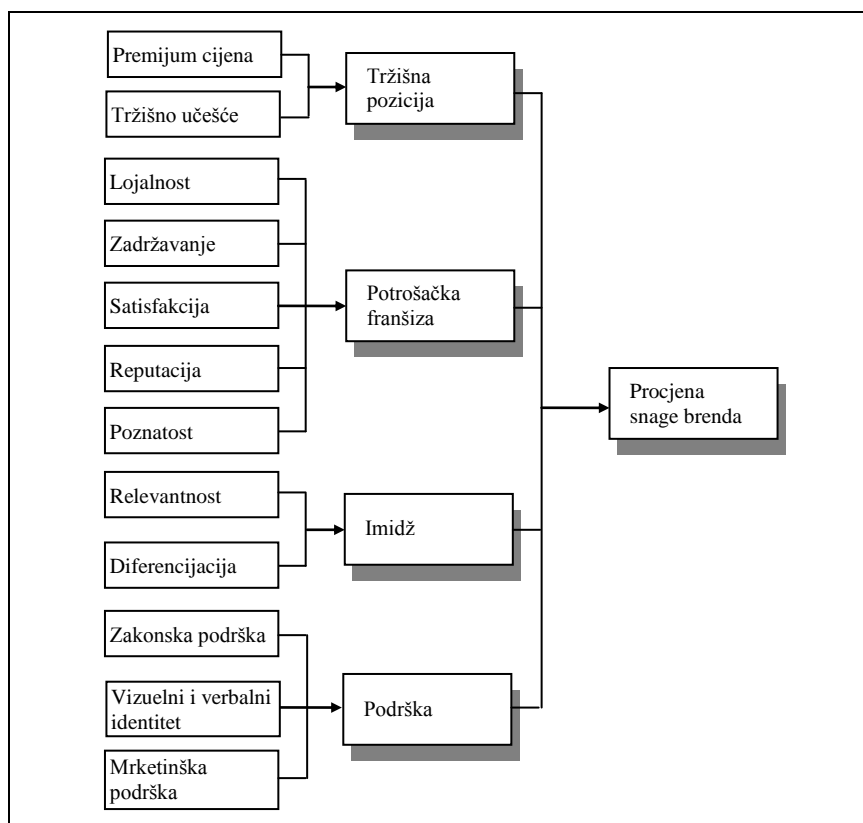 Premijum cijena
Tržišno učešće
Tržišna
pozicija
Lojalnost
Zadržavanje
Satisfakcija
Reputacija
Poznatost
Potrošačka
franšiza
Relevantnost
Diferencijacija
Imidž
Zakonska podrška
Vizuelni i verbalni
identitet
Mrketinška
podrška
Podrška
Procjena
snage brenda